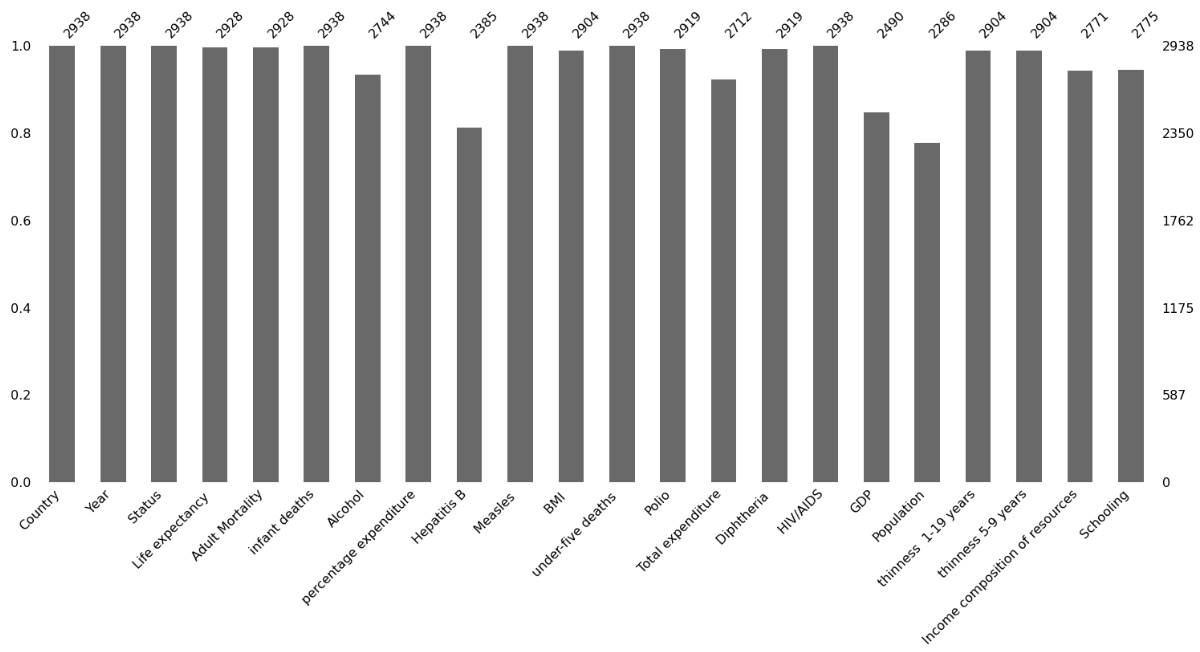 2938 2938 2938 2928 2928 2938 2744 2938 2385 2938 2904 2938 2919 2712 2919 2938 2490 2286 2904 2904 2771 2775
1.0 2938
0.8 2350
0.6 1762
0.4 1175
0.2 587
0.0 0
Country
Year
Status
Life expectancy
Adult Mortality
infant deaths
Alcohol
percentage expenditure
Hepatitis B
Measles
BMI
under-five deaths
Polio
Total expenditure
Diphtheria
HIV/AIDS
GDP
Population
thinness  1-19 years
thinness 5-9 years
Income composition of resources
Schooling